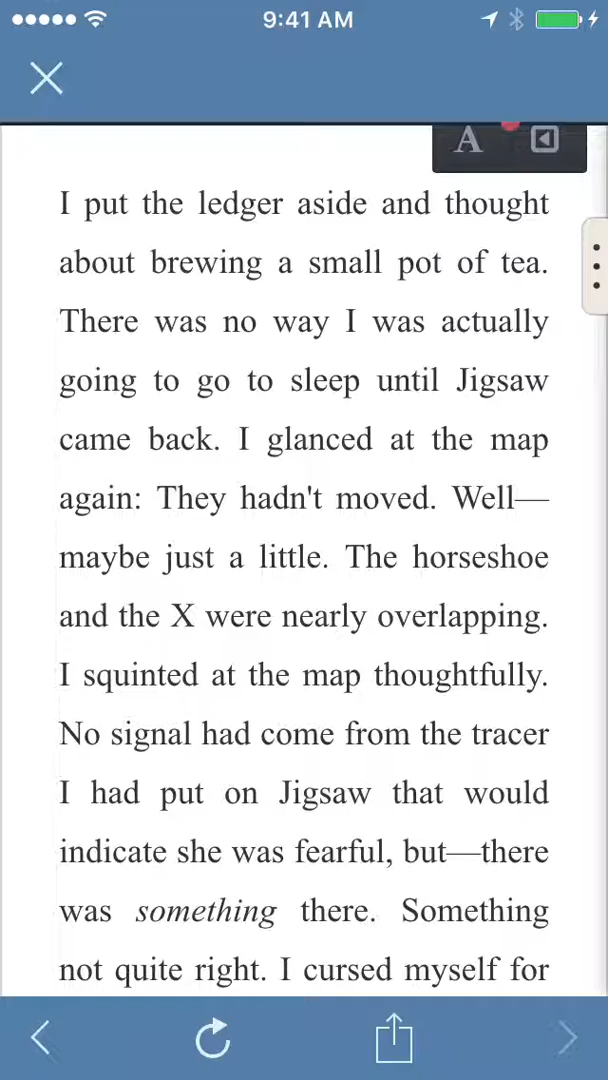 9:41 AM
A
I put the ledger aside and thought
about brewing a small pot of tea.
There was no way I was actually
going to go to sleep until Jigsaw
came back. I glanced at the map
again: They hadn't moved. Well—
maybe just a little. The horseshoe
and the X were nearly overlapping.
I squinted at the map thoughtfully.
No signal had come from the tracer
I had put on Jigsaw that would
indicate she was fearful, but—there
was something there. Something
not quite right. I cursed myself for